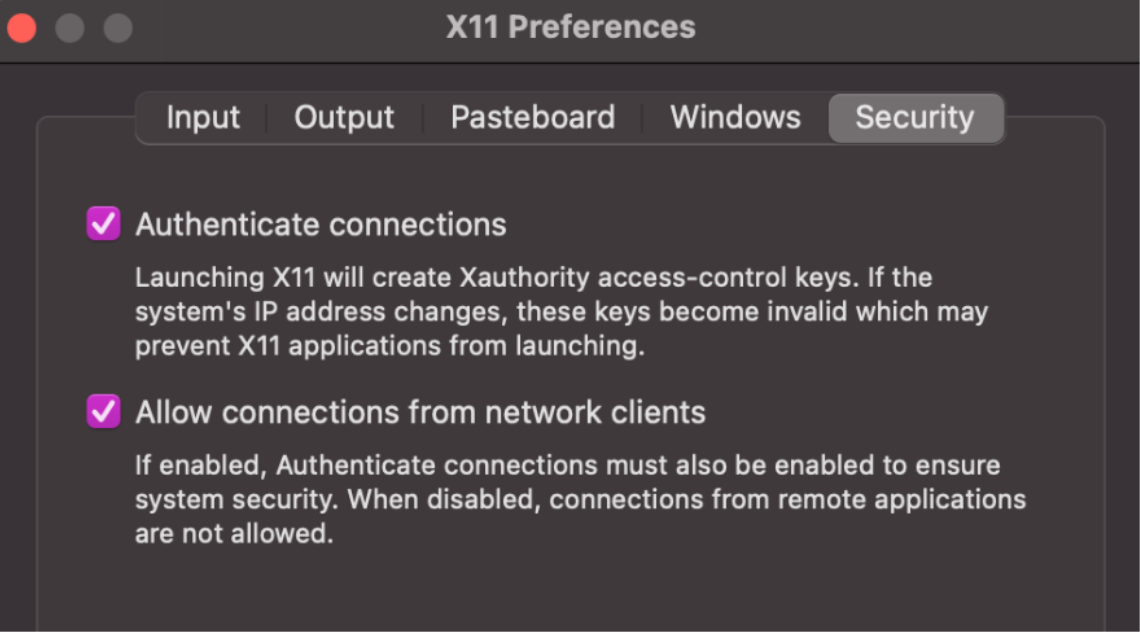 X11 Preferences
Input
Output
Pasteboard
Windows
Security
Authenticate connections
Launching X11 will create Xauthority access-control keys. If the
system's IP address changes, these keys become invalid which may
prevent X11 applications from launching.
Allow connections from network clients
If enabled, Authenticate connections must also be enabled to ensure
system security. When disabled, connections from remote applications
are not allowed.